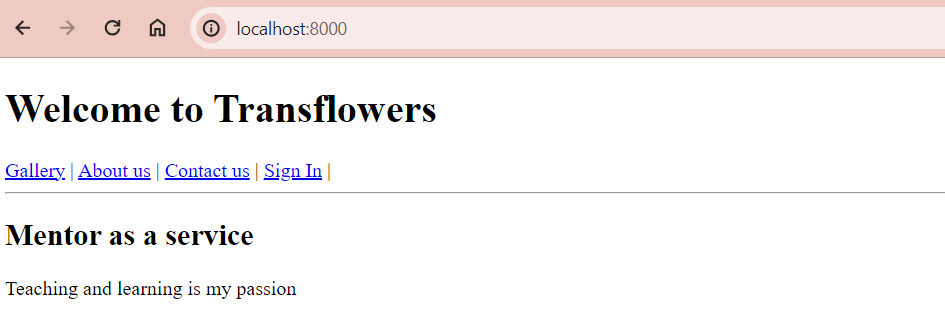 localhost:8000
Welcome to Transflowers
Gallery | About us | Contact us | Sign In |
Mentor as a service
Teaching and learning is my passion